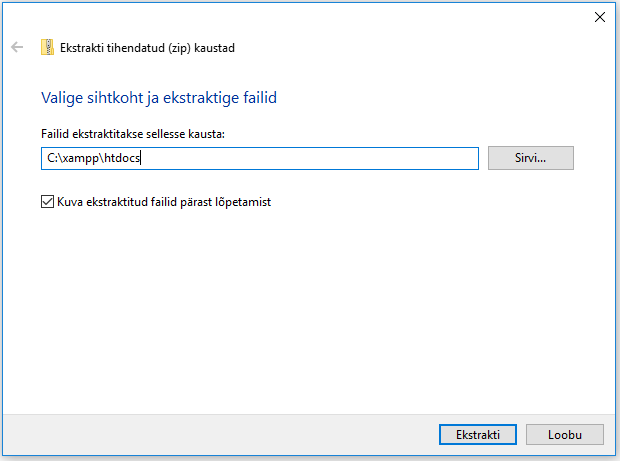 Ekstrakti tihendatud (zip) kaustad
Valige sihtkoht ja ekstraktige failid
Failid ekstraktitakse sellesse kausta:
C:\xampp\htdocs
Sirvi...
Kuva ekstraktitud failid pärast lõpetamist
Ekstrakti
Loobu